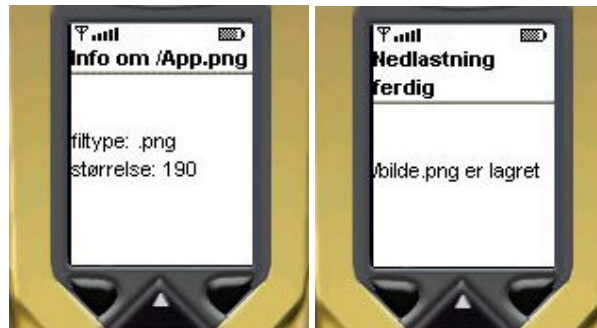 Info om /App.png
filtype: .png
størrelse: 190
Nedlastning
ferdig
/bilde.png er lagret